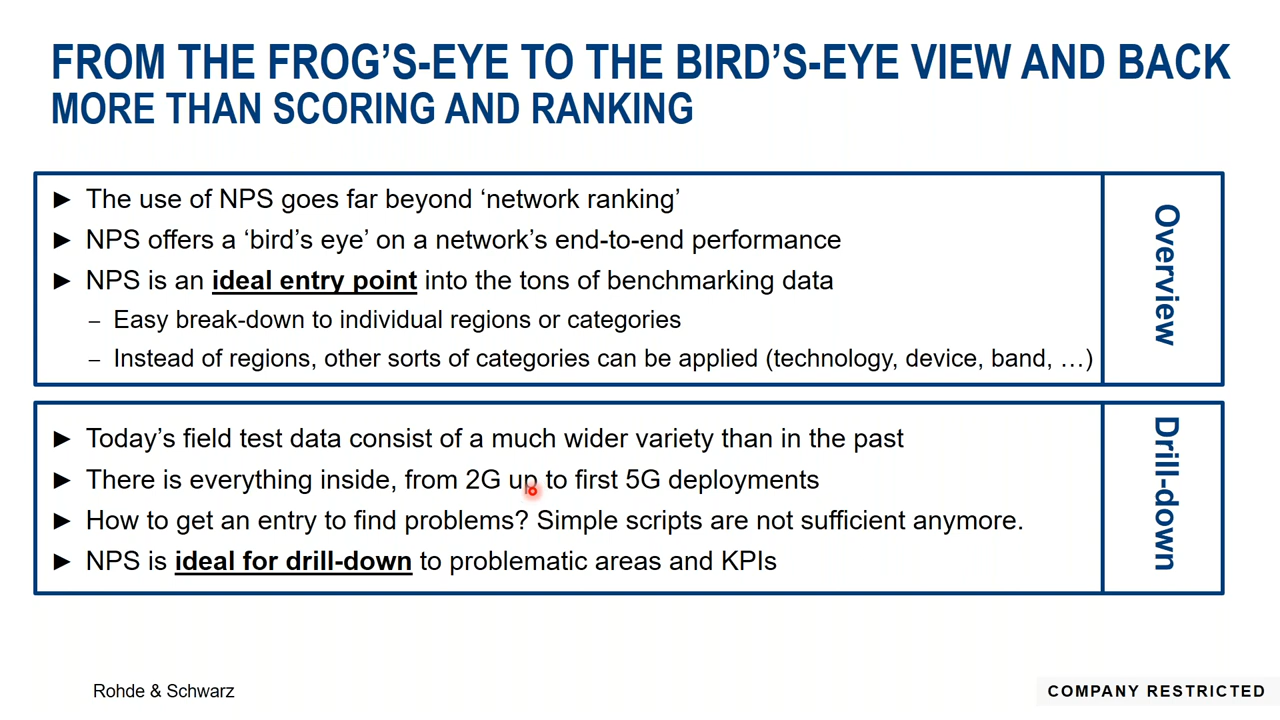 FROM THE FROG’S-EYE TO THE BIRD’S-EYE VIEW AND BACK
MORE THAN SCORING AND RANKING
► The use of NPS goes far beyond ‘network ranking’
► NPS offers a ‘bird’s eye’ on a network’s end-to-end performance
► NPS is an ideal entry point into the tons of benchmarking data
– Easy break-down to individual regions or categories
– Instead of regions, other sorts of categories can be applied (technology, device, band, …)
Overview
► Today’s field test data consist of a much wider variety than in the past
► There is everything inside, from 2G up to first 5G deployments
► How to get an entry to find problems? Simple scripts are not sufficient anymore.
► NPS is ideal for drill-down to problematic areas and KPIs
Drill-down
Rohde & Schwarz
COMPANY RESTRICTED